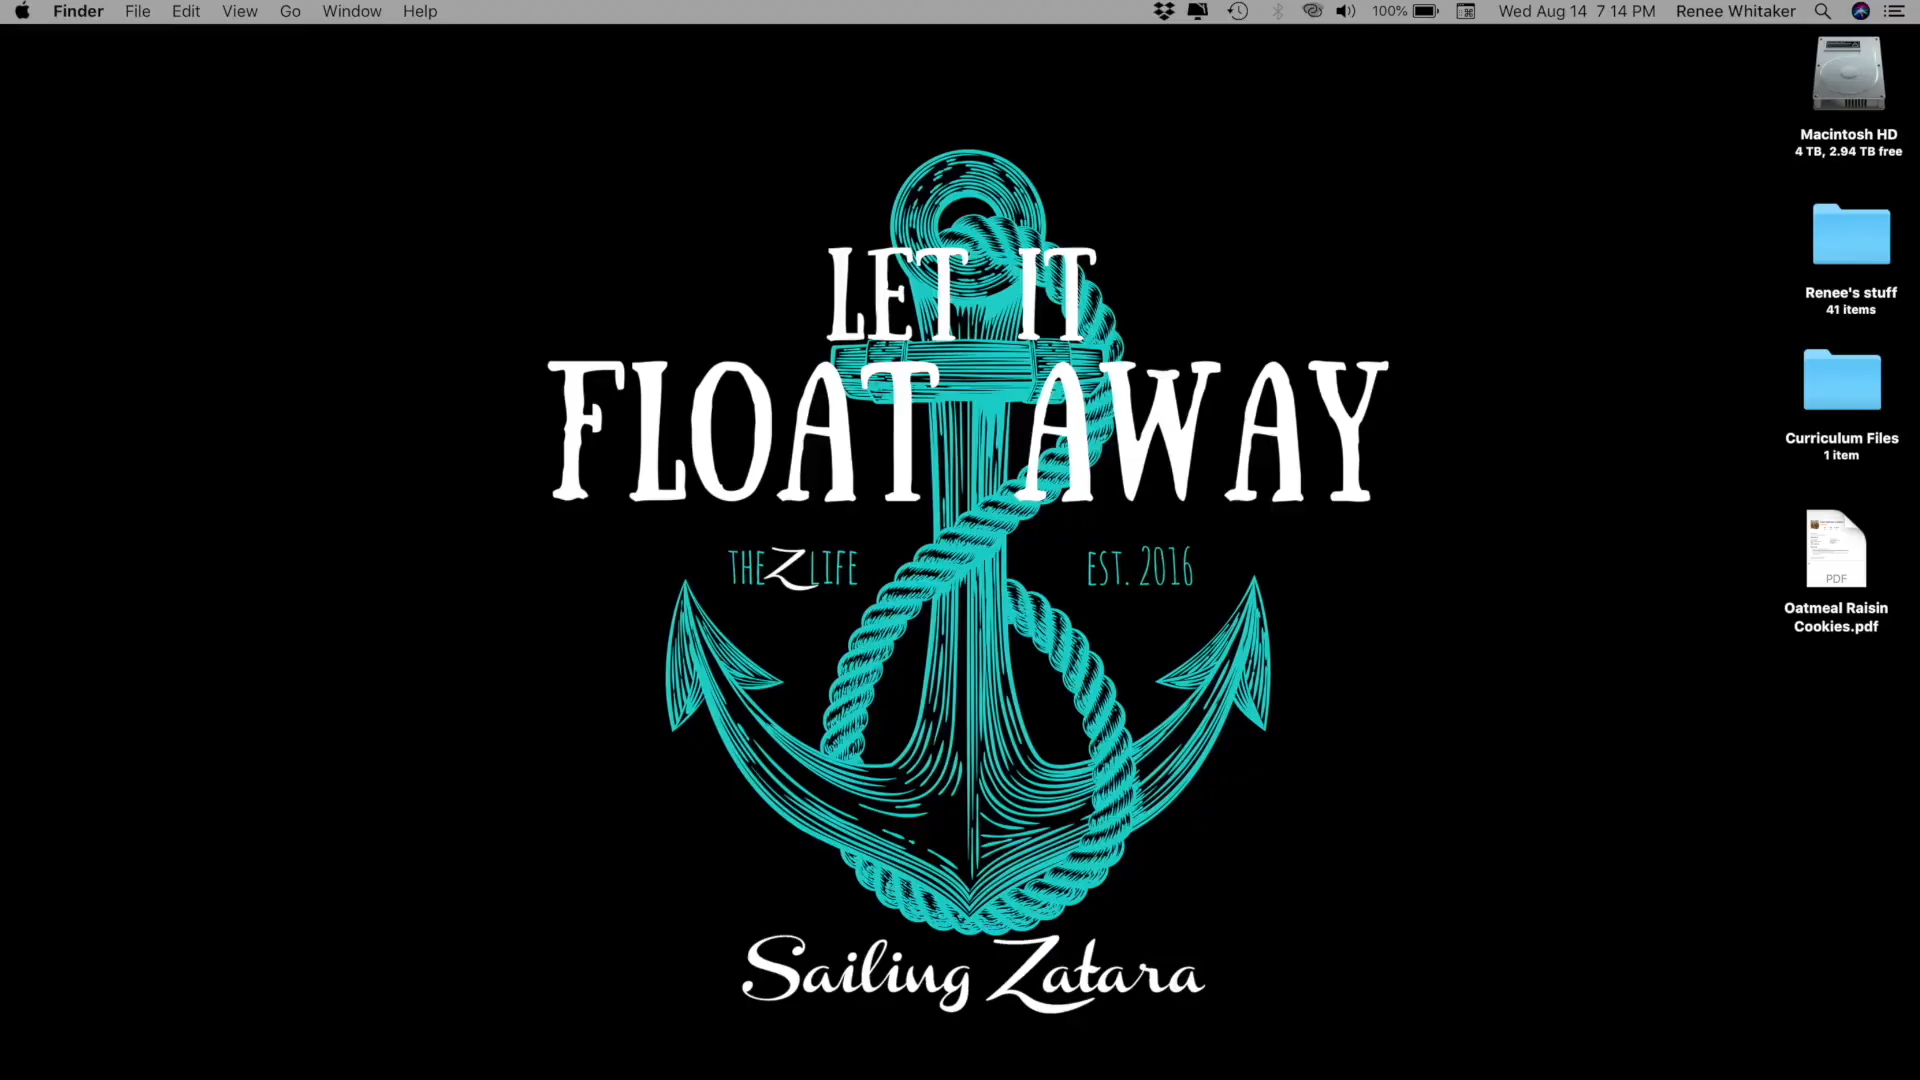 Finder File Edit View Go Window Help 100% Wed Aug 14 7 14 PM Renee Whitaker
Macintosh HD
4 TB, 2.94 TB free
Renee's stuff
41 items
Curriculum Files
1 item
PDF
Oatmeal Raisin
Cookies.pdf
LET IT
FLOAT AWAY
THE Z LIFE EST. 2016
Sailing Zatara